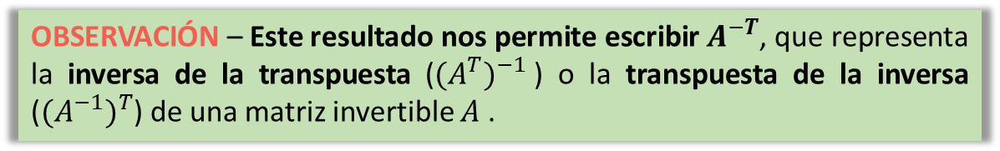 OBSERVACIÓN – Este resultado nos permite escribir $A^{-T}$, que representa
la inversa de la transpuesta ($(A^T)^{-1}$ ) o la transpuesta de la inversa
($(A^{-1})^T$) de una matriz invertible $A$ .